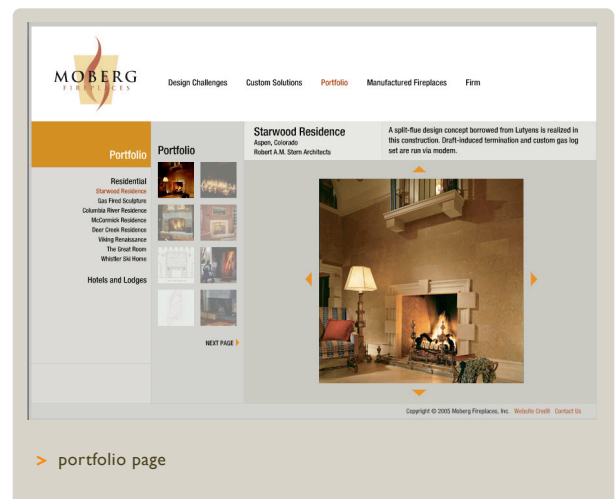 MOBERG
FIREPLACES
Design Challenges Custom Solutions Portfolio Manufactured Fireplaces Firm
Portfolio
Residential
Starwood Residence
Gas Fired Sculpture
Columbia River Residence
McCormick Residence
Deer Creek Residence
Viking Renaissance
The Great Room
Whistler Ski Home
Hotels and Lodges
Portfolio
NEXT PAGE
Starwood Residence
Aspen, Colorado
Robert A.M. Stern Architects
A split-flue design concept borrowed from Lutyens is realized in
this construction. Draft-induced termination and custom gas log
set are run via modem.
Copyright © 2005 Moberg Fireplaces, Inc. Website Credit Contact Us
> portfolio page